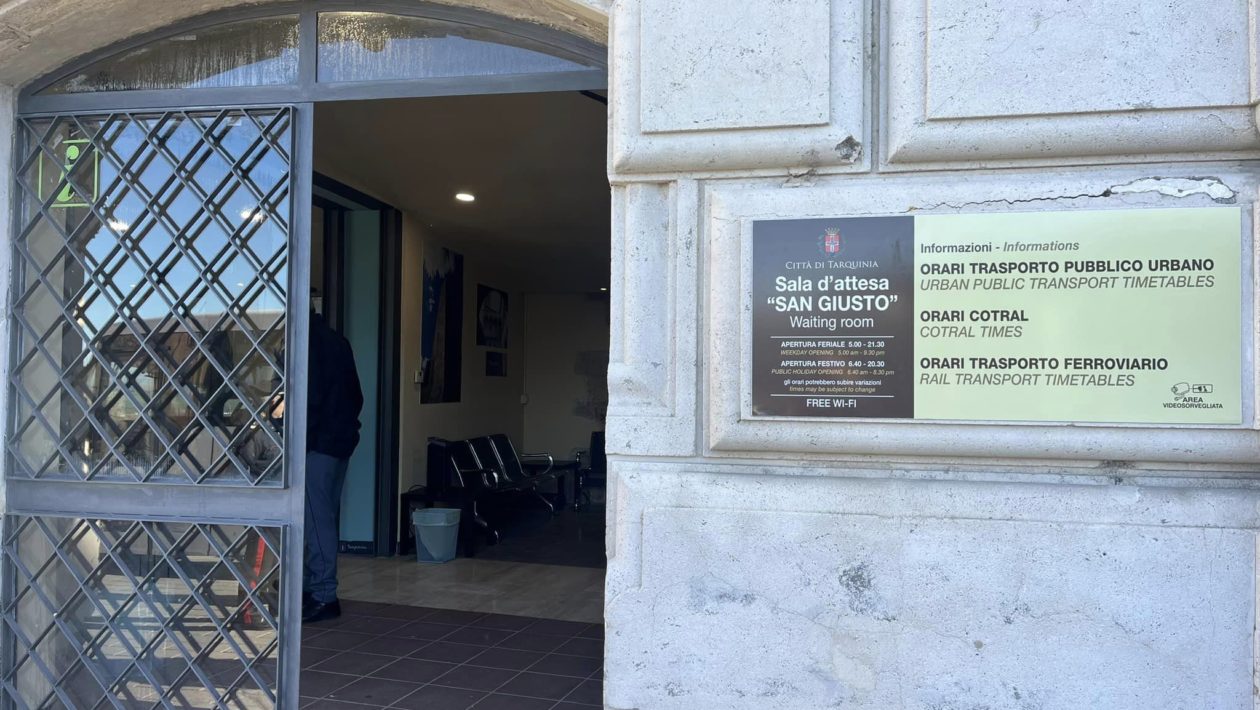 i
CITTÀ DI TARQUINIA
Sala d'attesa
"SAN GIUSTO"
Waiting room
APERTURA FERIALE 5.00 - 21.30
WEEKDAY OPENING 5.00 am - 9.30 pm
APERTURA FESTIVO 6.40 - 20.30
PUBLIC HOLIDAY OPENING 6.40 am - 8.30 pm
gli orari potrebbero subire variazioni
times may be subject to change
FREE WI-FI
Informazioni - Informations
ORARI TRASPORTO PUBBLICO URBANO
URBAN PUBLIC TRANSPORT TIMETABLES
ORARI COTRAL
COTRAL TIMES
ORARI TRASPORTO FERROVIARIO
RAIL TRANSPORT TIMETABLES
AREA
VIDEOSORVEGLIATA